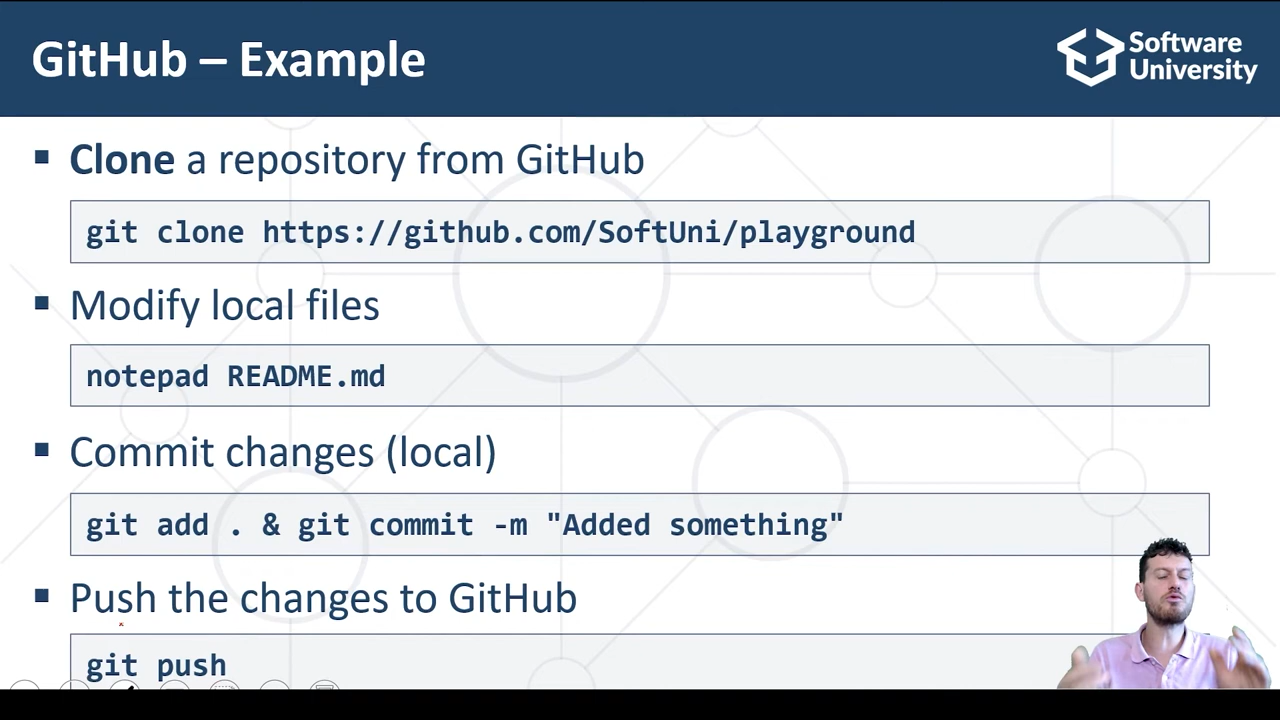 GitHub – Example
Software
University
▪ Clone a repository from GitHub
git clone https://github.com/SoftUni/playground
▪ Modify local files
notepad README.md
▪ Commit changes (local)
git add . & git commit -m "Added something"
▪ Push the changes to GitHub
git push